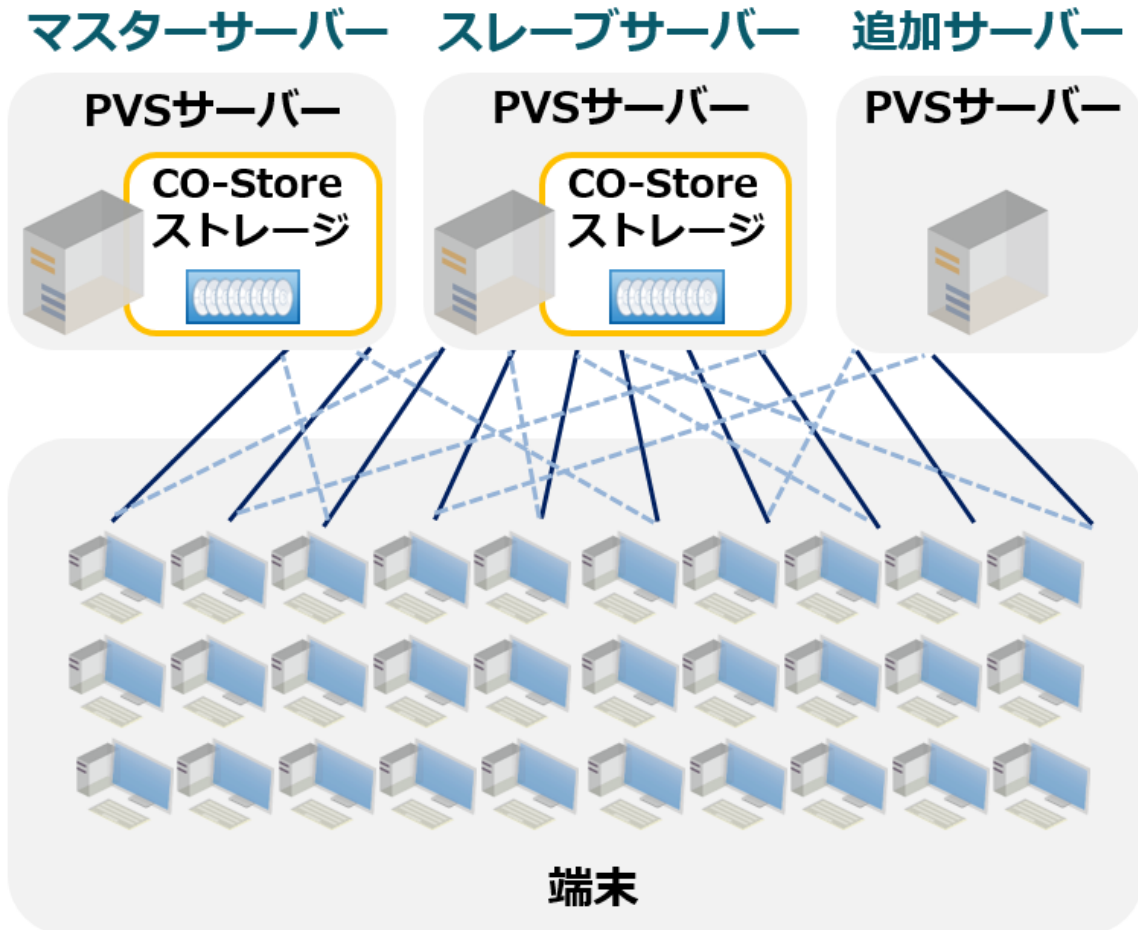 マスターサーバー
スレーブサーバー
追加サーバー
PVSサーバー
PVSサーバー
PVSサーバー
CO-Store
ストレージ
CO-Store
ストレージ
端末